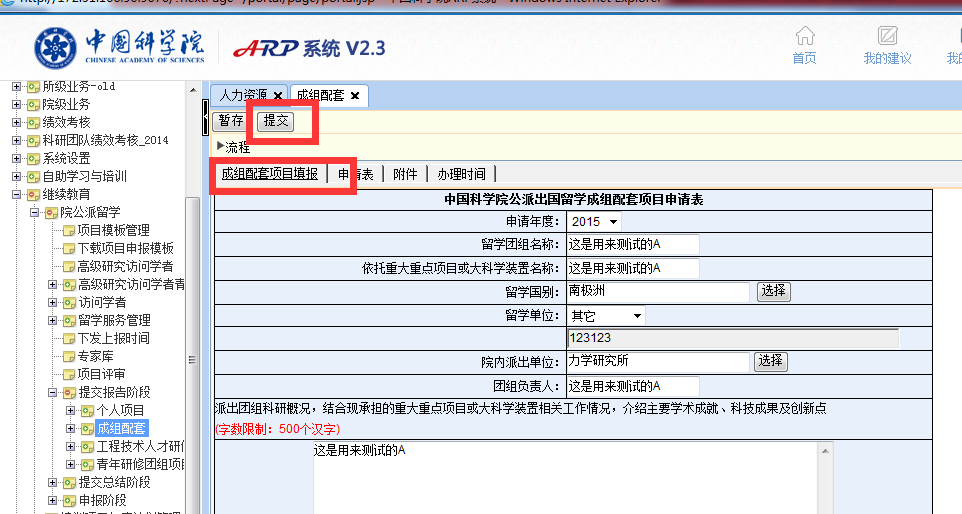 中国科学院
CHINESE ACADEMY OF SCIENCES
ARP 系统 V2.3
首页
我的建议
所级业务-old
院级业务
绩效考核
科研团队绩效考核_2014
系统设置
自助学习与培训
继续教育
院公派留学
项目模板管理
下载项目申报模板
高级研究访问学者
高级研究访问学者青
访问学者
留学服务管理
下发上报时间
专家库
项目评审
提交报告阶段
个人项目
成组配套
工程技术人才研修
青年研修团组项目
提交总结阶段
申报阶段
人力资源 成组配套
暂存 提交
流程
成组配套项目填报 申请表 附件 办理时间
中国科学院公派出国留学成组配套项目申请表
申请年度： 2015
留学团组名称： 这是用来测试的A
依托重大重点项目或大科学装置名称： 这是用来测试的A
留学国别： 南极洲 选择
留学单位： 其它
123123
院内派出单位： 力学研究所 选择
团组负责人： 这是用来测试的A
派出团组科研概况，结合现承担的重大重点项目或大科学装置相关工作情况，介绍主要学术成就、科技成果及创新点
(字数限制：500个汉字)
这是用来测试的A